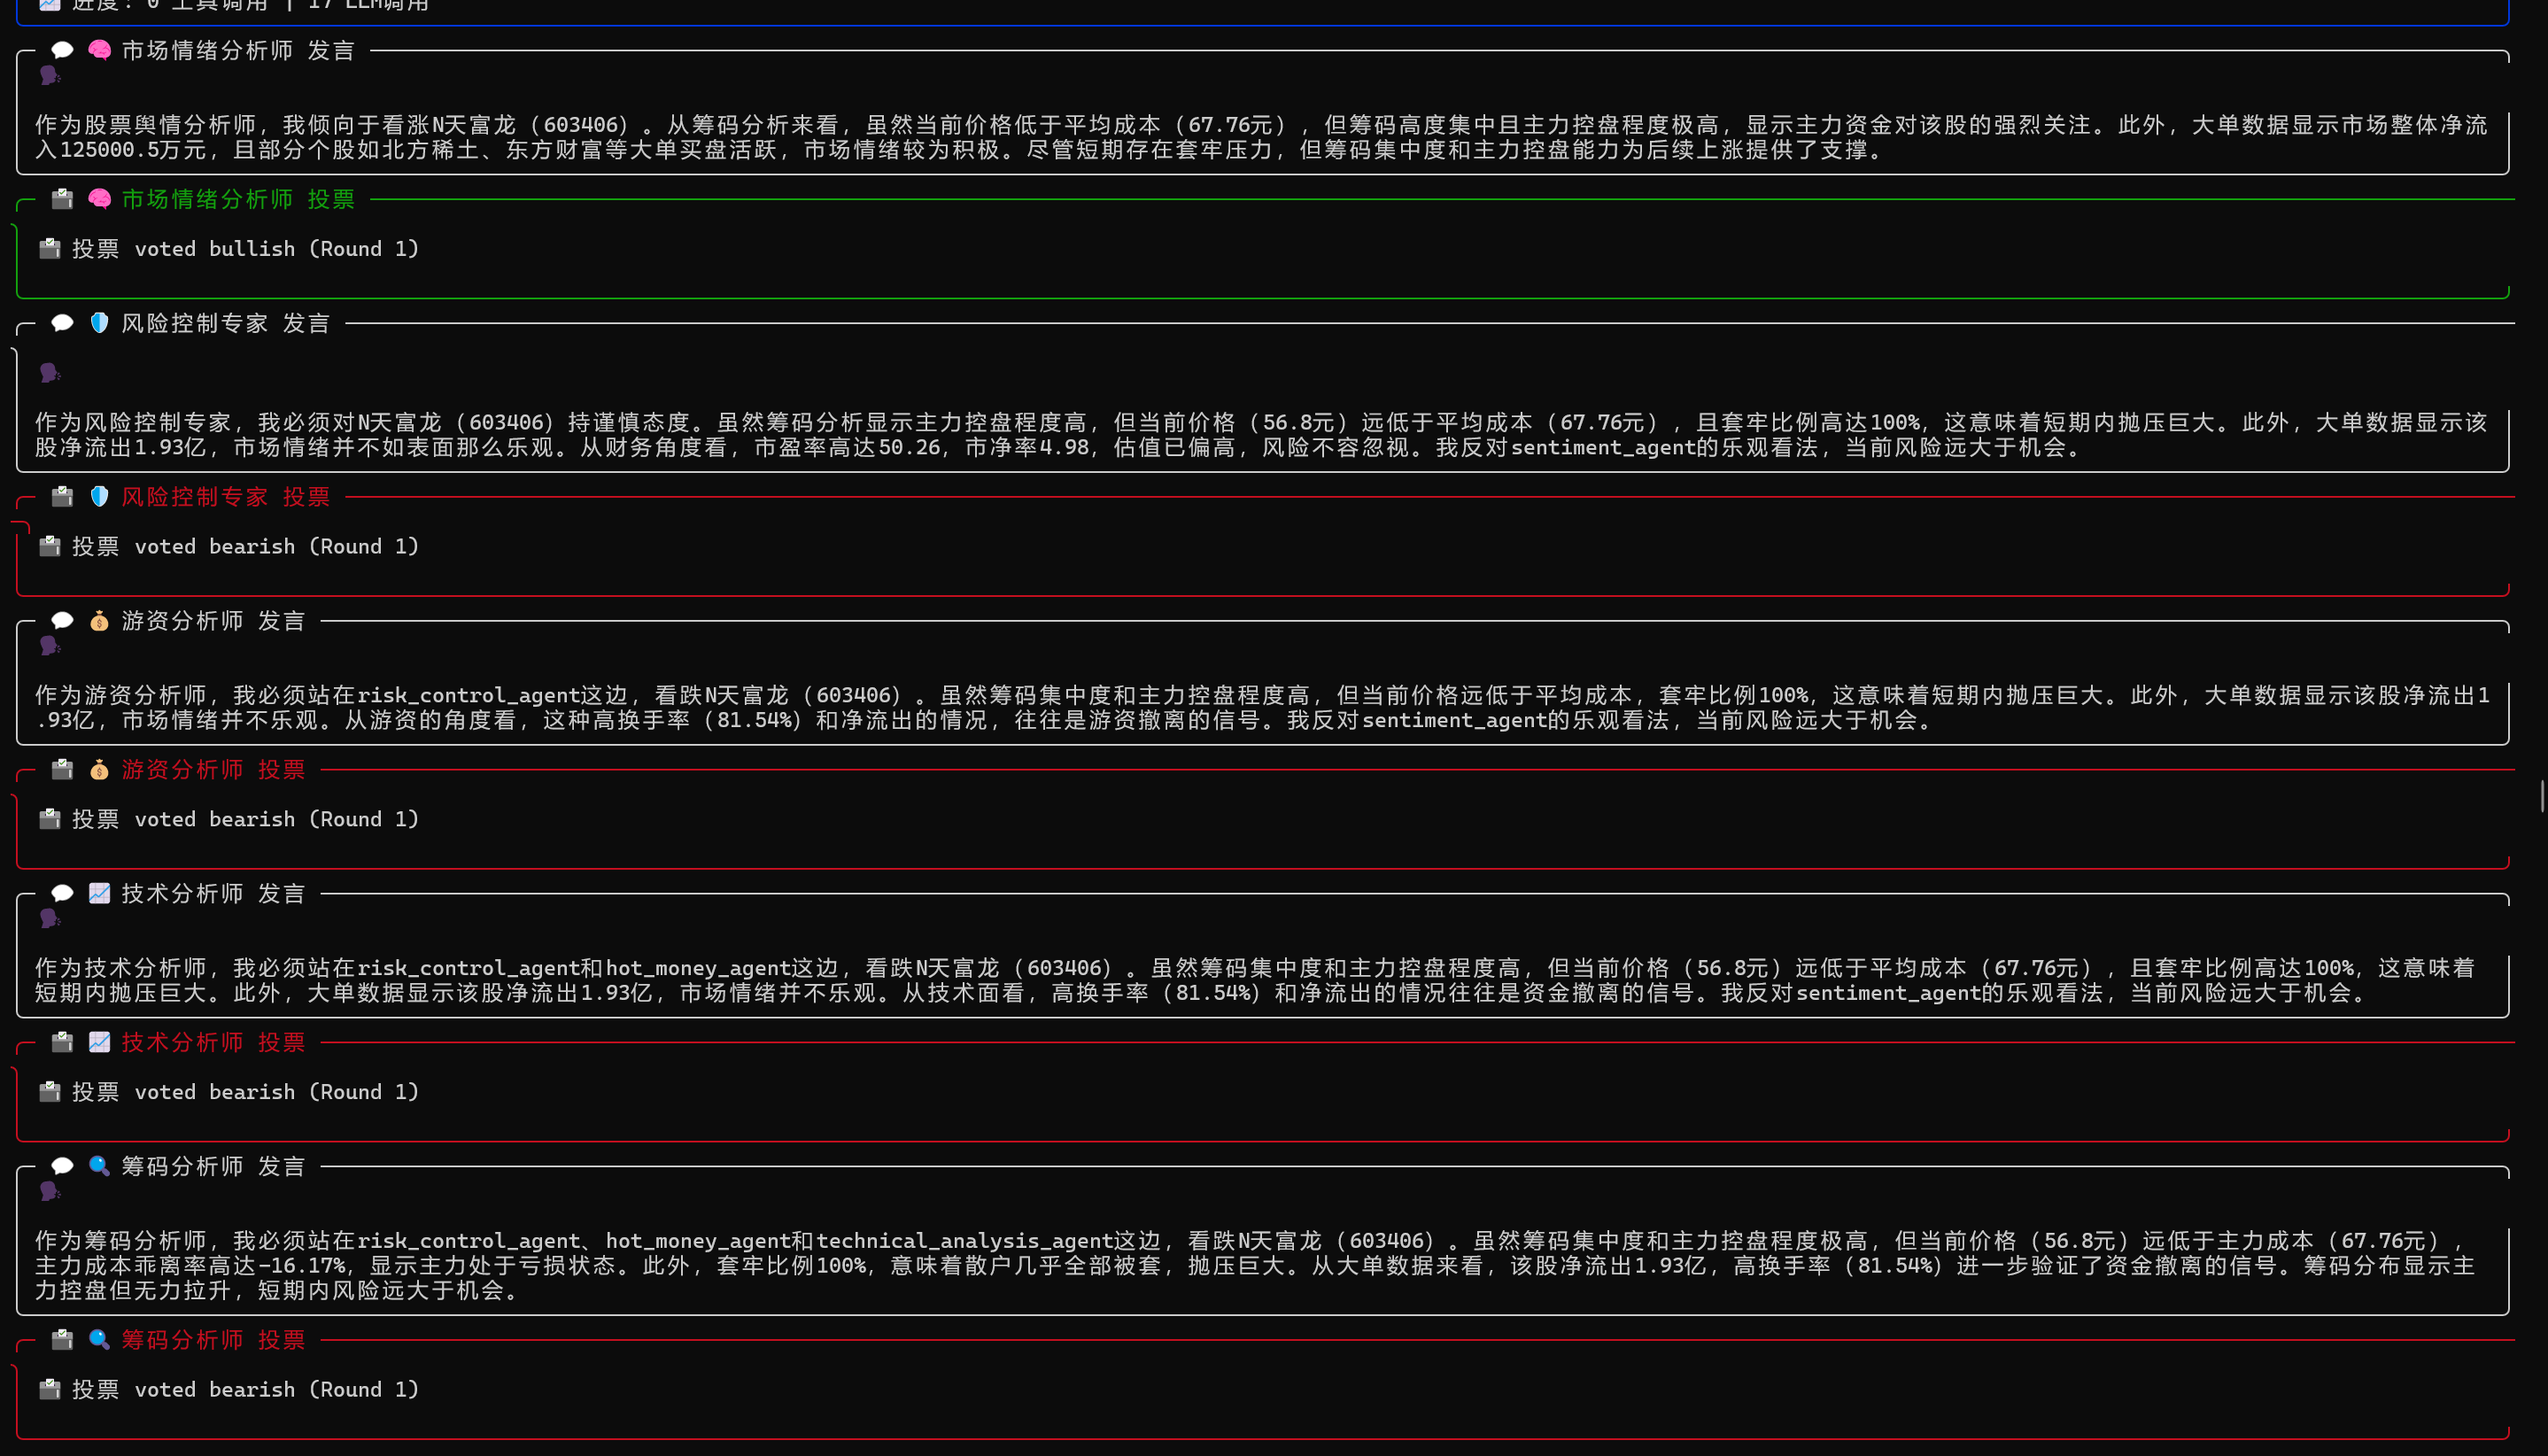 进度: 0 工具调用 | 17 LLM调用
市场情绪分析师 发言
作为股票舆情分析师，我倾向于看涨N天富龙（603406）。从筹码分析来看，虽然当前价格低于平均成本（67.76元），但筹码高度集中且主力控盘程度极高，显示主力资金对该股的强烈关注。此外，大单数据显示市场整体净流
入125000.5万元，且部分个股如北方稀土、东方财富等大单买盘活跃，市场情绪较为积极。尽管短期存在套牢压力，但筹码集中度和主力控盘能力为后续上涨提供了支撑。
市场情绪分析师 投票
投票 voted bullish (Round 1)
风险控制专家 发言
作为风险控制专家，我必须对N天富龙（603406）持谨慎态度。虽然筹码分析显示主力控盘程度高，但当前价格（56.8元）远低于平均成本（67.76元），且套牢比例高达100%，这意味着短期内抛压巨大。此外，大单数据显示该
股净流出1.93亿，市场情绪并不如表面那么乐观。从财务角度看，市盈率高达50.26，市净率4.98，估值已偏高，风险不容忽视。我反对sentiment_agent的乐观看法，当前风险远大于机会。
风险控制专家 投票
投票 voted bearish (Round 1)
游资分析师 发言
作为游资分析师，我必须站在risk_control_agent这边，看跌N天富龙（603406）。虽然筹码集中度和主力控盘程度高，但当前价格远低于平均成本，套牢比例100%，这意味着短期内抛压巨大。此外，大单数据显示该股净流出1
.93亿，市场情绪并不乐观。从游资的角度看，这种高换手率（81.54%）和净流出的情况，往往是游资撤离的信号。我反对sentiment_agent的乐观看法，当前风险远大于机会。
游资分析师 投票
投票 voted bearish (Round 1)
技术分析师 发言
作为技术分析师，我必须站在risk_control_agent和hot_money_agent这边，看跌N天富龙（603406）。虽然筹码集中度和主力控盘程度高，但当前价格（56.8元）远低于平均成本（67.76元），且套牢比例高达100%，这意味着
短期内抛压巨大。此外，大单数据显示该股净流出1.93亿，市场情绪并不乐观。从技术面看，高换手率（81.54%）和净流出的情况往往是资金撤离的信号。我反对sentiment_agent的乐观看法，当前风险远大于机会。
技术分析师 投票
投票 voted bearish (Round 1)
筹码分析师 发言
作为筹码分析师，我必须站在risk_control_agent、hot_money_agent和technical_analysis_agent这边，看跌N天富龙（603406）。虽然筹码集中度和主力控盘程度极高，但当前价格（56.8元）远低于主力成本（67.76元），
主力成本乖离率高达-16.17%，显示主力处于亏损状态。此外，套牢比例100%，意味着散户几乎全部被套，抛压巨大。从大单数据来看，该股净流出1.93亿，高换手率（81.54%）进一步验证了资金撤离的信号。筹码分布显示主
力控盘但无力拉升，短期内风险远大于机会。
筹码分析师 投票
投票 voted bearish (Round 1)